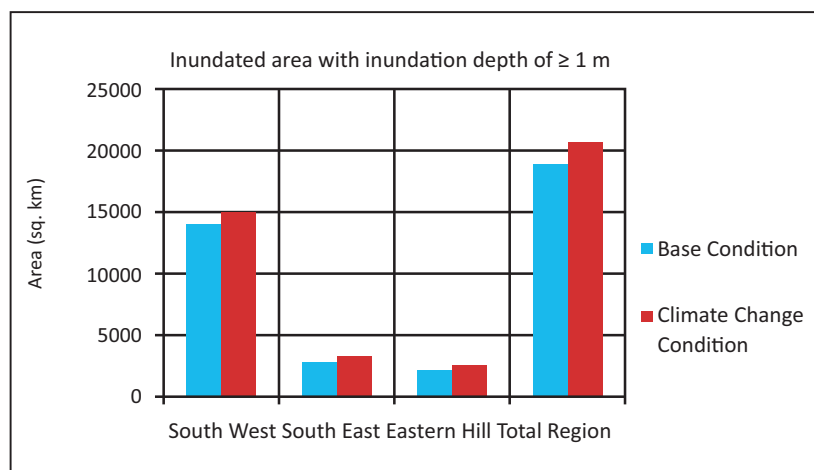 Inundated area with inundation depth of ≥ 1 m
25000
20000
15000
10000
5000
0
Area (sq. km)
South West South East Eastern Hill Total Region
Base Condition
Climate Change
Condition